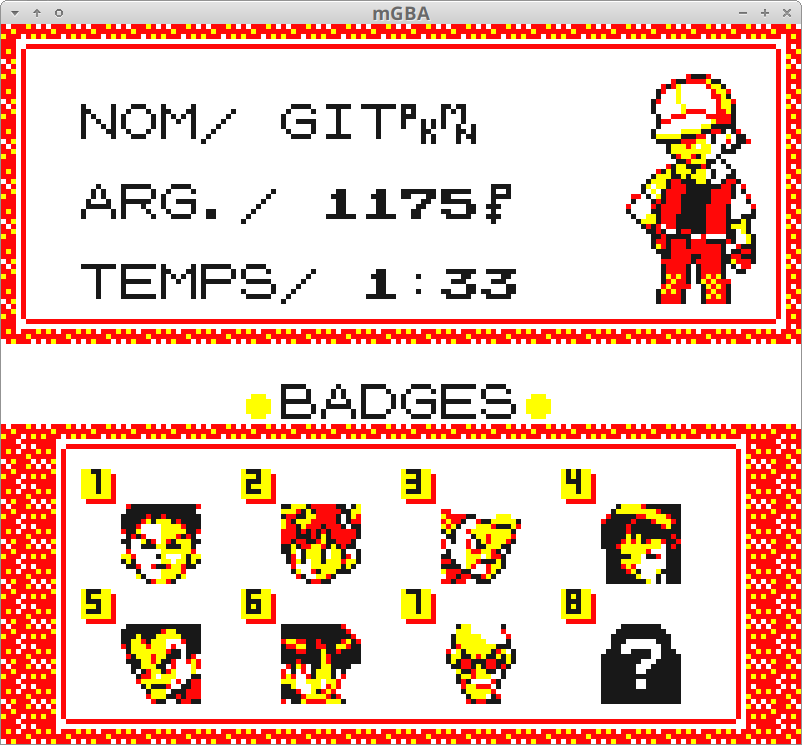 mGBA
NOM/ GITPKMN
ARG./ 1175₽
TEMPS/ 1:33
BADGES
1 2 3 4
5 6 7 8
?